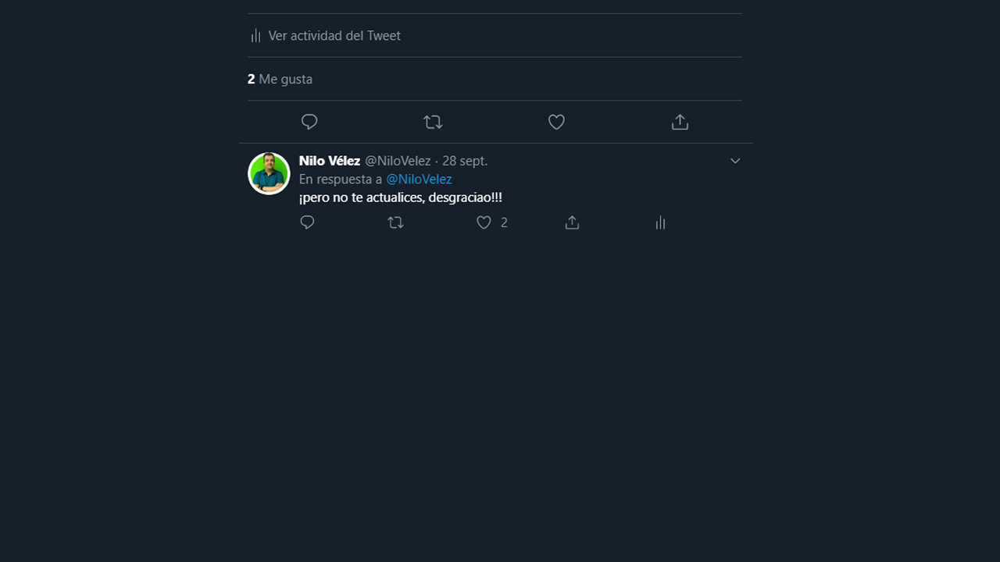 Ver actividad del Tweet
2 Me gusta
Nilo Vélez @NiloVelez · 28 sept.
En respuesta a @NiloVelez
¡pero no te actualices, desgraciao!!!
2